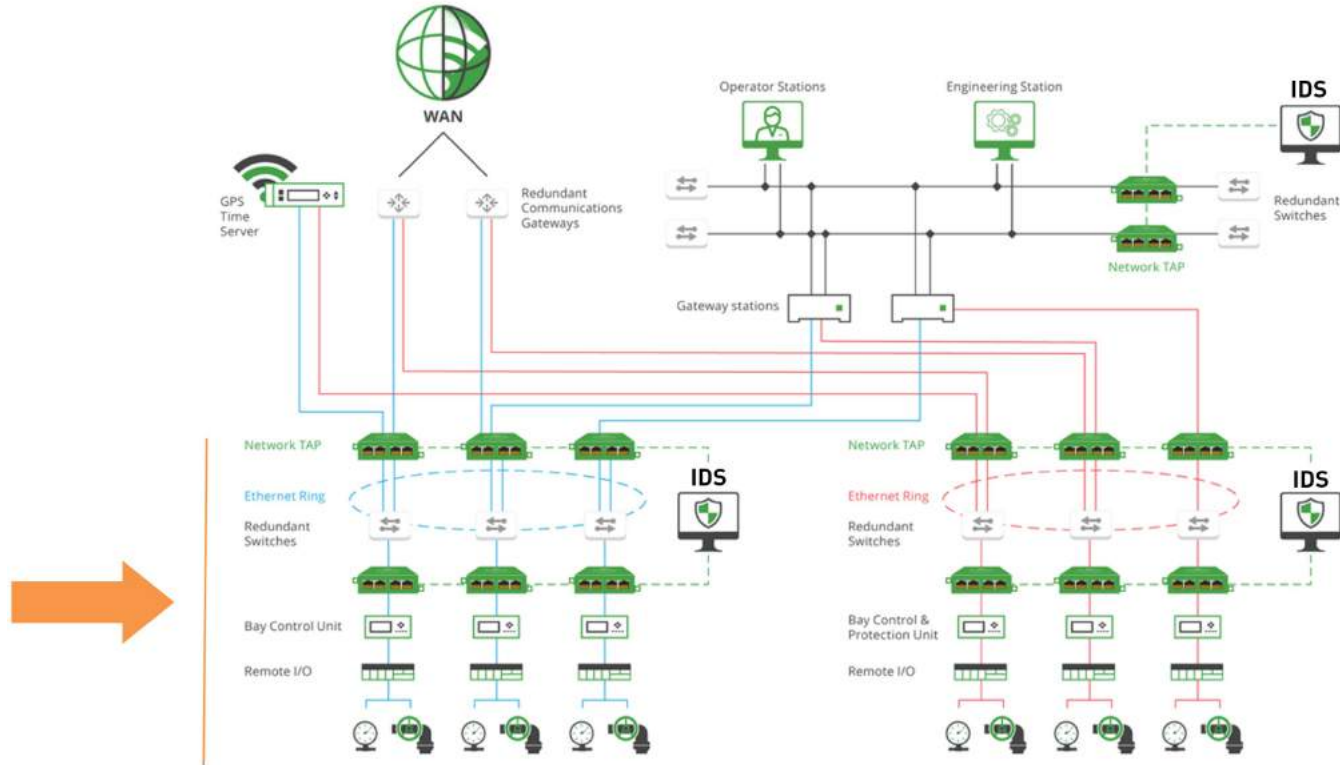 WAN
Operator Stations
Engineering Station
IDS
GPS
Time
Server
Redundant
Communications
Gateways
Redundant
Switches
Network TAP
Gateway stations
Network TAP
IDS
Ethernet Ring
Redundant
Switches
Bay Control Unit
Remote I/O
Network TAP
IDS
Ethernet Ring
Redundant
Switches
Bay Control &
Protection Unit
Remote I/O